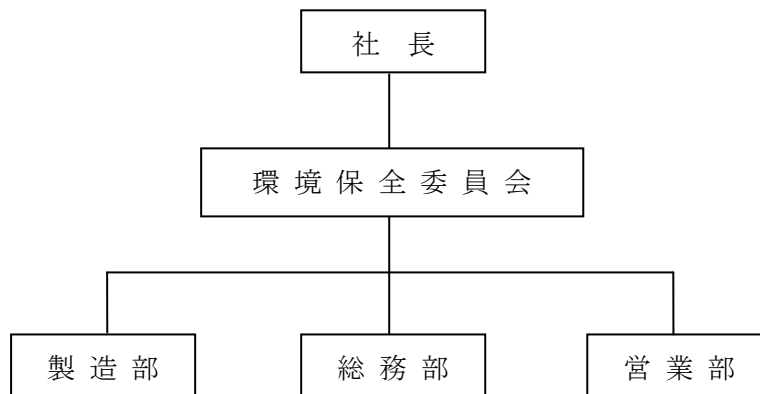 社 長
環 境 保 全 委 員 会
製 造 部
総 務 部
営 業 部